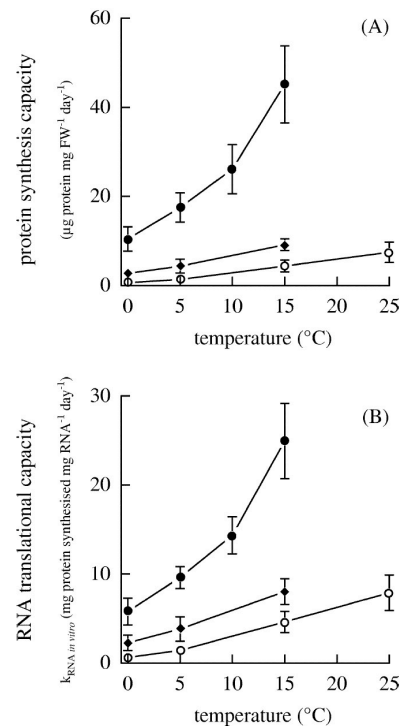 (A)
protein synthesis capacity
(µg protein mg FW⁻¹ day⁻¹)
60
40
20
0
0 5 10 15 20 25
temperature (°C)
(B)
RNA translational capacity
k_RNA in vitro (mg protein synthesised mg RNA⁻¹ day⁻¹)
30
20
10
0
0 5 10 15 20 25
temperature (°C)